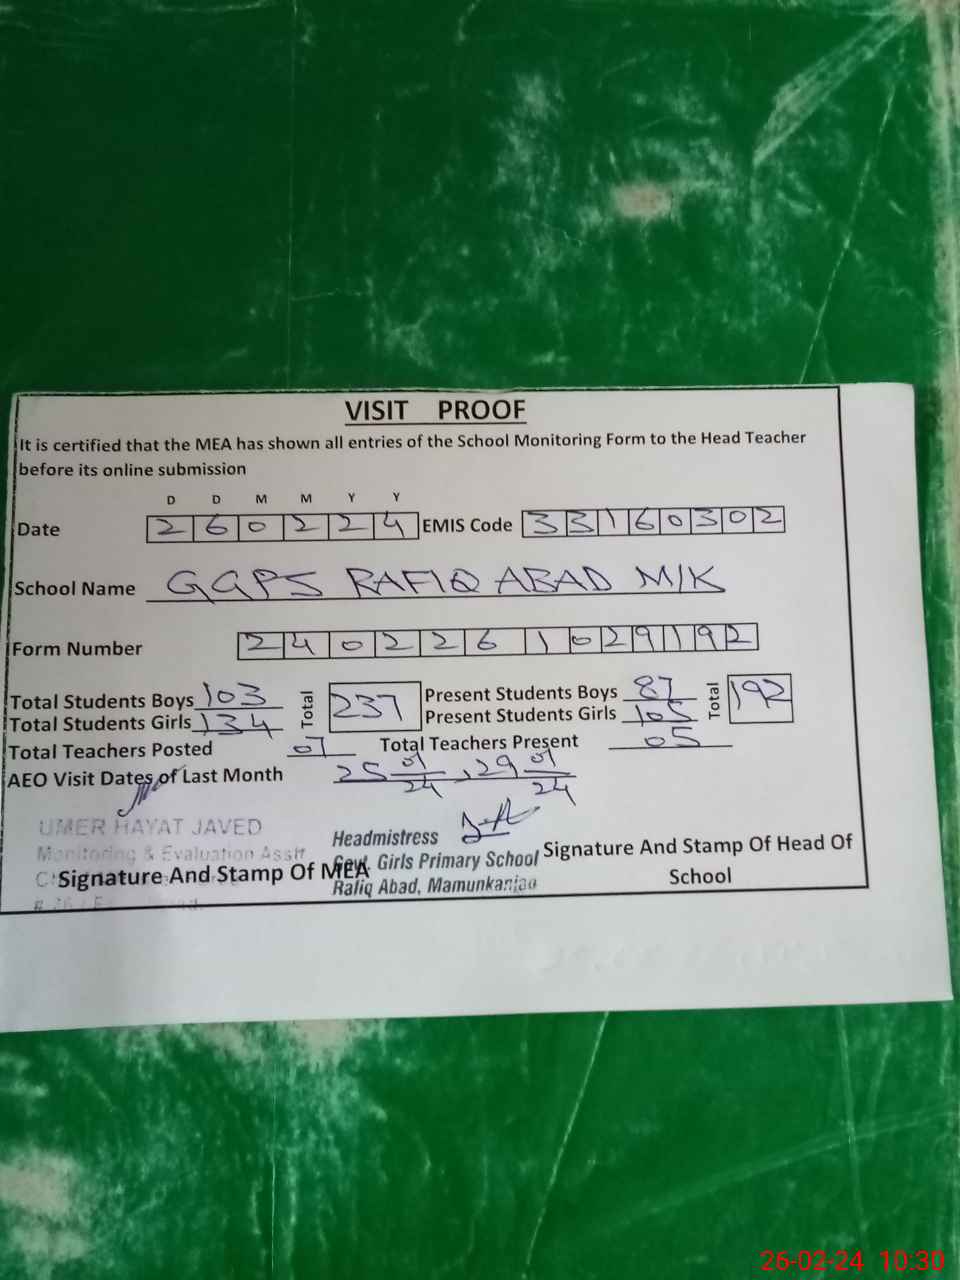 VISIT PROOF
It is certified that the MEA has shown all entries of the School Monitoring Form to the Head Teacher
before its online submission
D D M M Y Y
Date 2 6 0 2 2 4 EMIS Code 3 3 1 6 0 3 0 2
School Name GGPS RAFIQ ABAD M/K
Form Number 2 4 0 2 2 6 1 0 2 9 1 9 2
Total Students Boys 103 Total 237 Present Students Boys 87 Total 192
Total Students Girls 134 Present Students Girls 105
Total Teachers Posted 07 Total Teachers Present 05
AEO Visit Dates of Last Month 25 01/24, 29 01/24
UMER HAYAT JAVED
Monitoring & Evaluation Asstt
Signature And Stamp Of MEA
Headmistress
Govt. Girls Primary School
Rafiq Abad, Mamunkanjan
Signature And Stamp Of Head Of
School
26-02-24 10:30